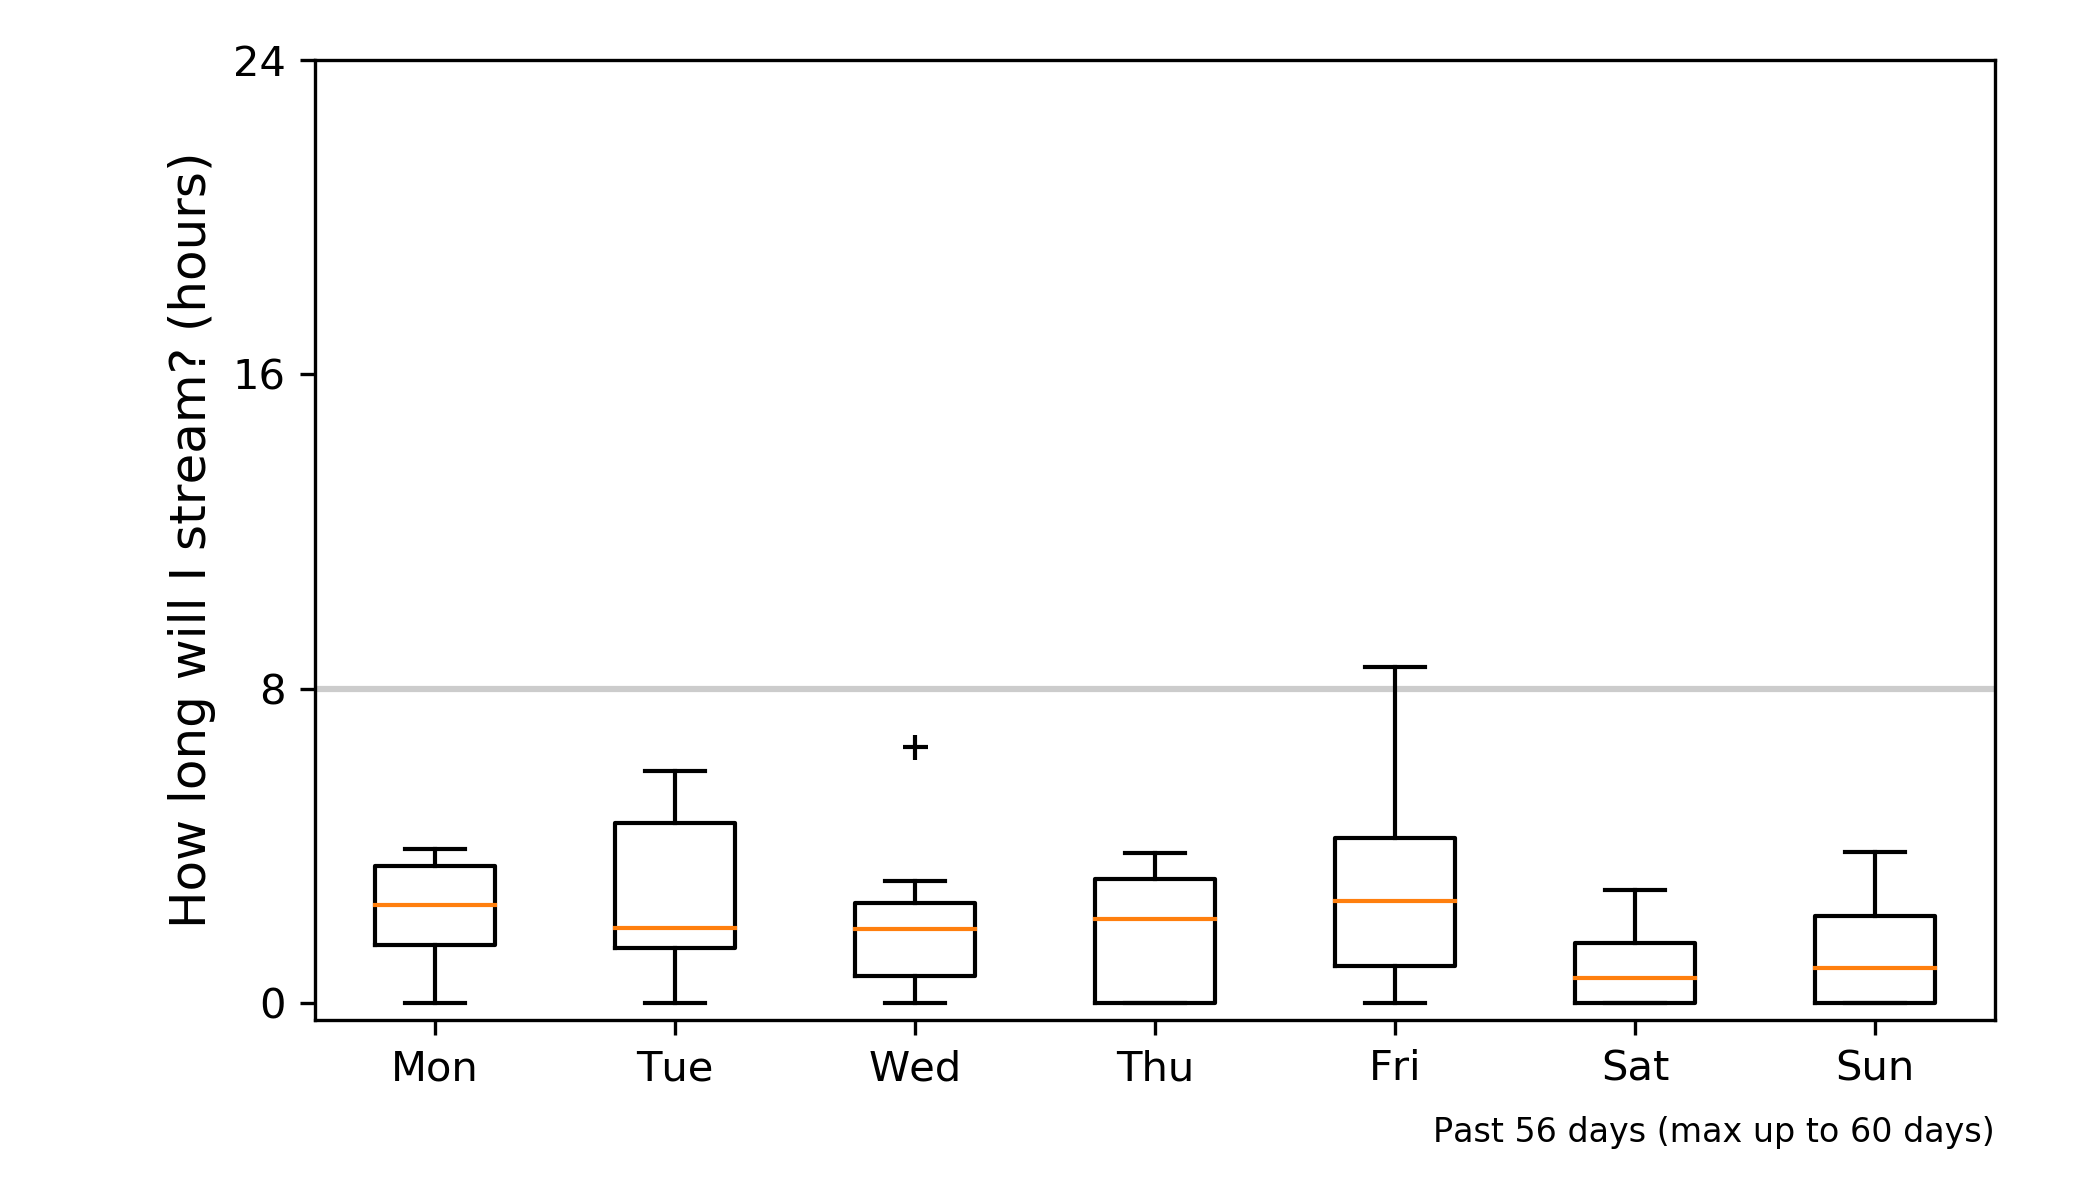 How long will I stream? (hours)
24
16
8
0
Mon Tue Wed Thu Fri Sat Sun
Past 56 days (max up to 60 days)